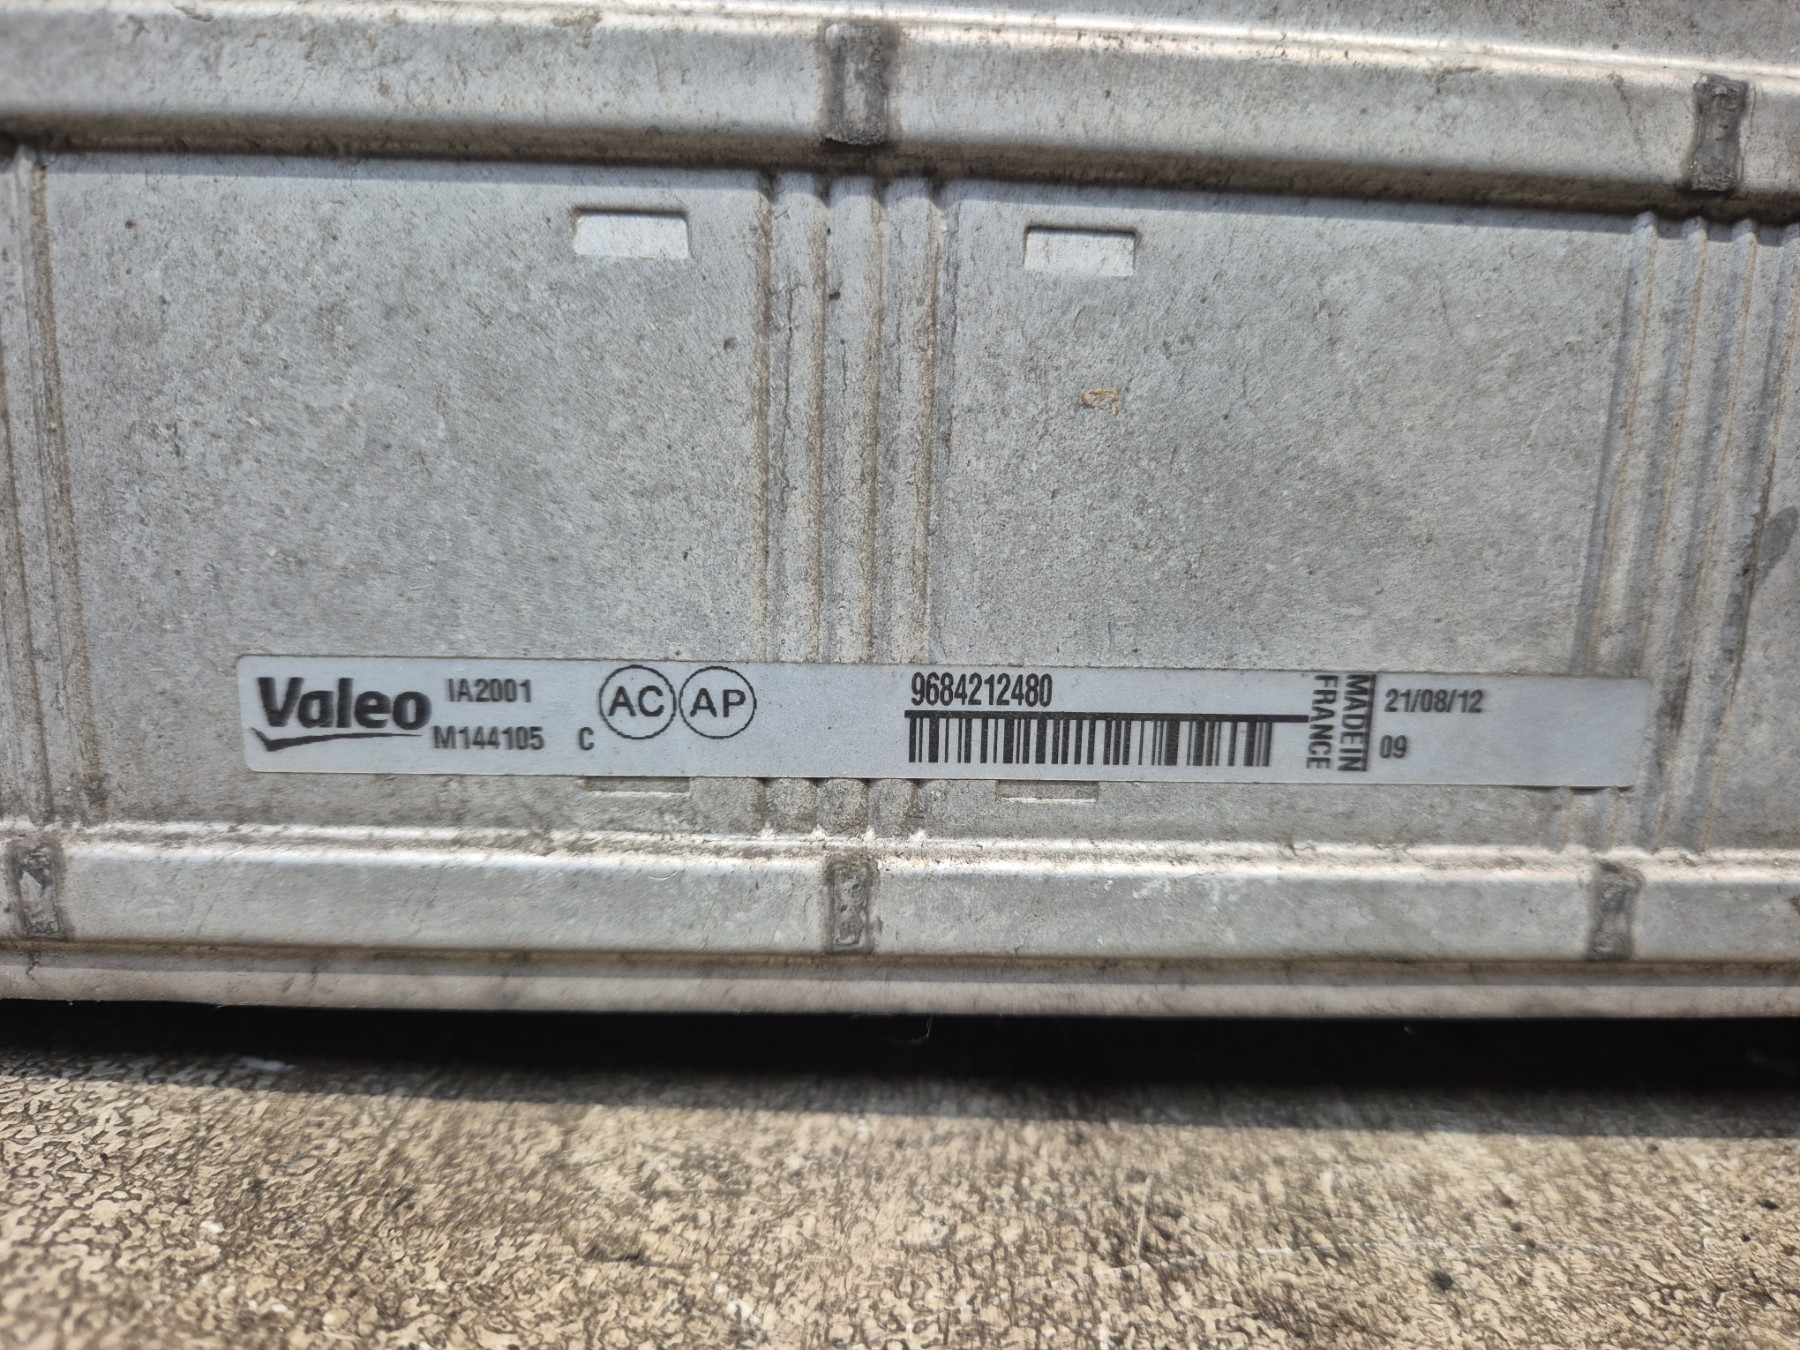 Valeo IA2001 AC AP 9684212480 MADE IN FRANCE 21/08/12
M144105 C 09